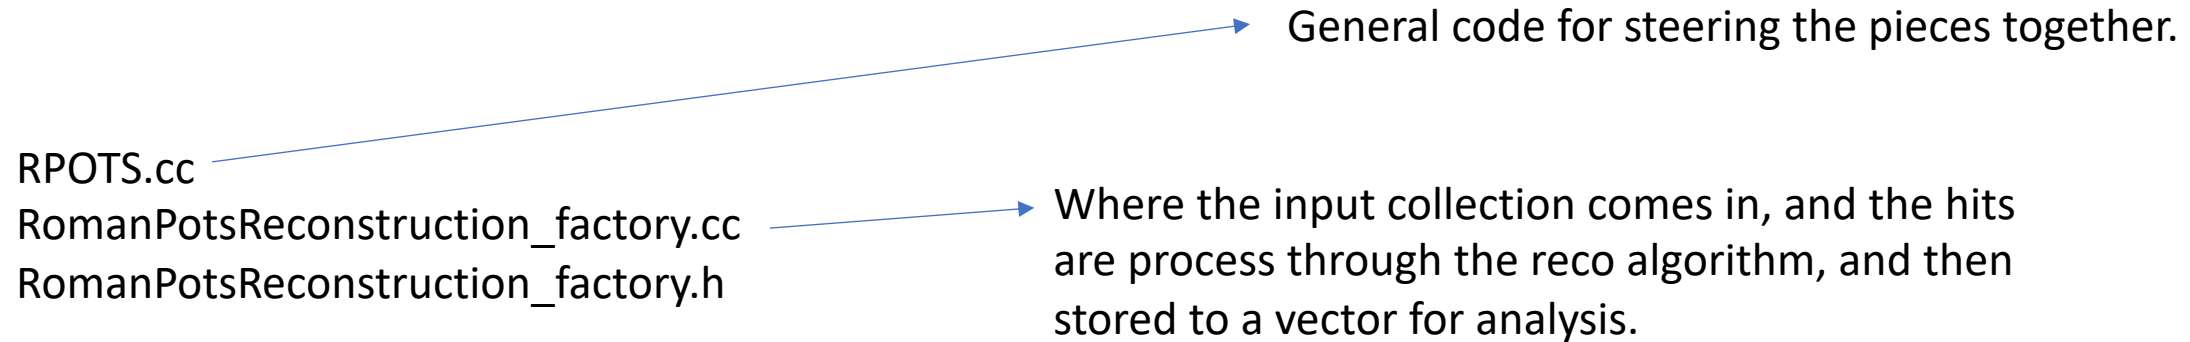 General code for steering the pieces together.
RPOTS.cc
RomanPotsReconstruction_factory.cc
RomanPotsReconstruction_factory.h
Where the input collection comes in, and the hits
are process through the reco algorithm, and then
stored to a vector for analysis.